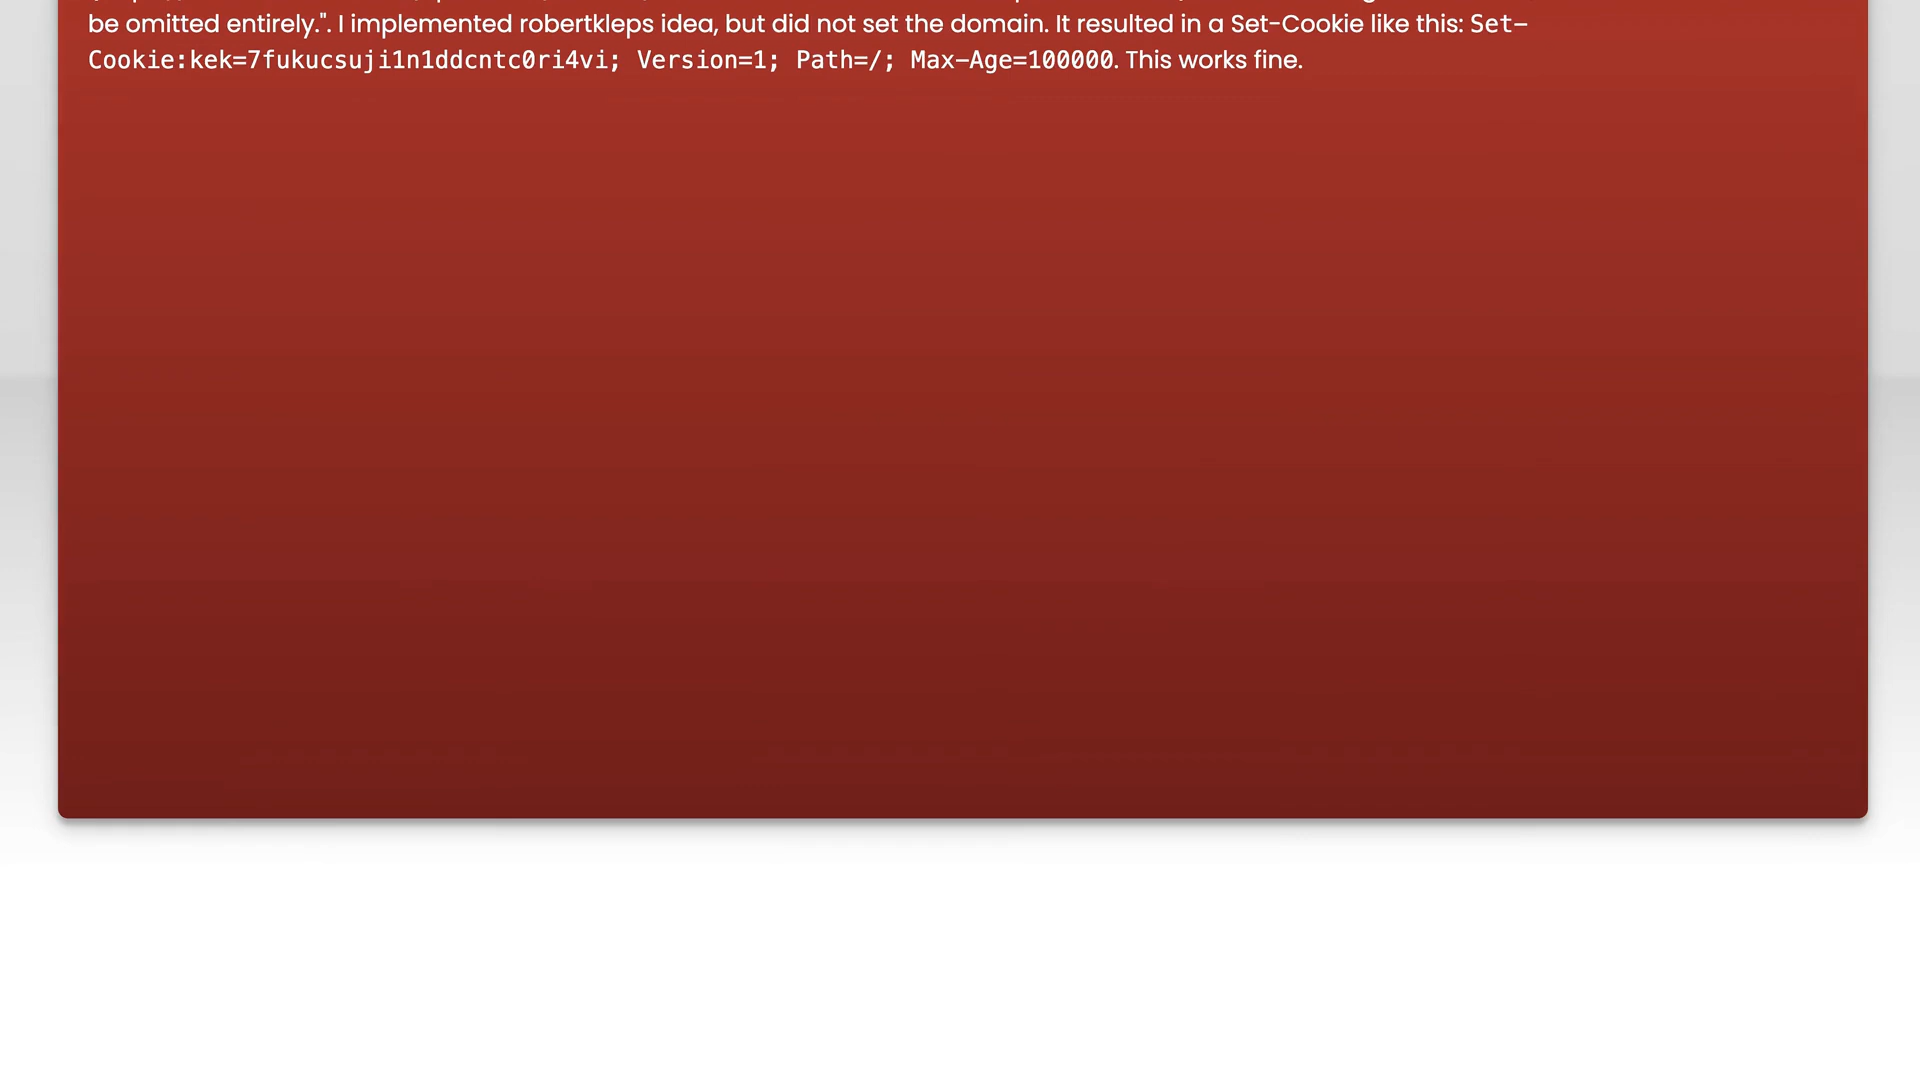 be omitted entirely.". I implemented robertkleps idea, but did not set the domain. It resulted in a Set-Cookie like this: Set-
Cookie:kek=7fukucsuji1n1ddcntc0ri4vi; Version=1; Path=/; Max-Age=100000. This works fine.